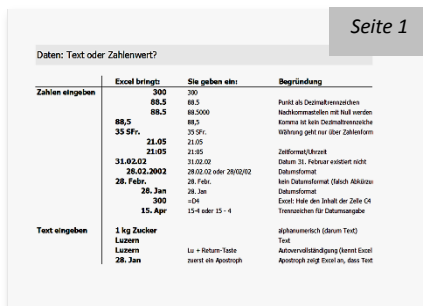 Seite 1
Daten: Text oder Zahlenwert?
Excel bringt: Sie geben ein: Begründung
Zahlen eingeben 300 300
88.5 88.5 Punkt als Dezimaltrennzeichen
88.5 88.5000 Nachkommastellen mit Null werden
88,5 88,5 Komma ist kein Dezimaltrennzeiche
35 SFr. 35 SFr. Währung geht nur über Zahlenform
21.05 21.05
21:05 21:05 Zeitformat/Uhrzeit
31.02.02 31.02.02 Datum 31. Februar existiert nicht
28.02.2002 28.02.02 oder 28/02/02 Datumsformat
28. Febr. 28. Febr. kein Datumsformat (falsch Abkürzu
28. Jan 28. Jan Datumsformat
300 =D4 Excel: Hole den Inhalt der Zelle C4
15. Apr 15-4 oder 15 - 4 Trennzeichen für Datumsangabe
Text eingeben 1 kg Zucker alphanumerisch (darum Text)
Luzern Text
Luzern Lu + Return-Taste Autovervollständigung (kennt Excel
28. Jan zuerst ein Apostroph Apostroph zeigt Excel an, dass Text